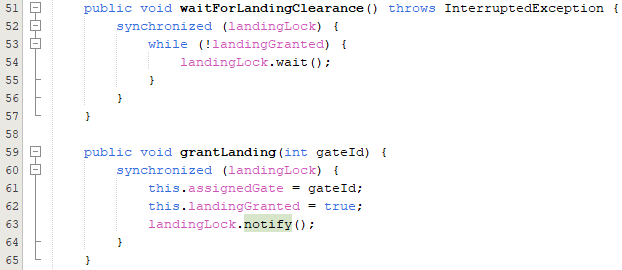 51 public void waitForLandingClearance() throws InterruptedException {
52 synchronized (landingLock) {
53 while (!landingGranted) {
54 landingLock.wait();
55 }
56 }
57 }
58
59 public void grantLanding(int gateId) {
60 synchronized (landingLock) {
61 this.assignedGate = gateId;
62 this.landingGranted = true;
63 landingLock.notify();
64 }
65 }